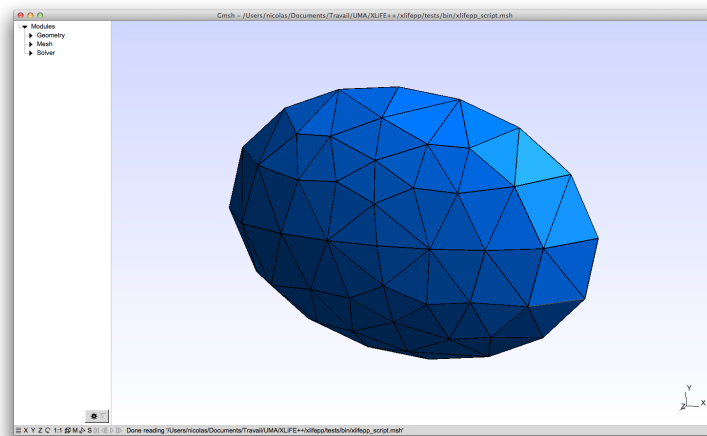 Gmsh - /Users/nicolas/Documents/Travail/UMA/XLiFE++/xlifepp/tests/bin/xlifepp_script.msh
Modules
Geometry
Mesh
Solver
Y
Z X
X Y Z 1:1 M S Done reading '/Users/nicolas/Documents/Travail/UMA/XLiFE++/xlifepp/tests/bin/xlifepp_script.msh'